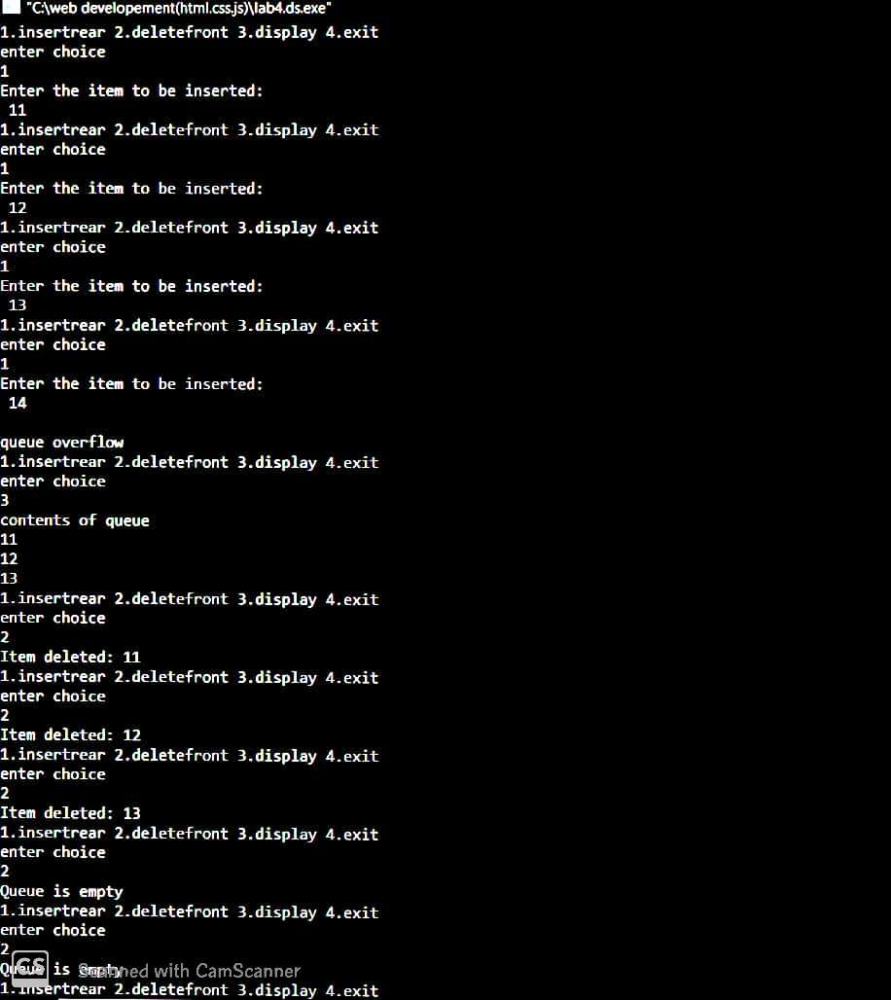 "C:\web developement(html.css.js)\lab4.ds.exe"
1.insertrear 2.deletefront 3.display 4.exit
enter choice
1
Enter the item to be inserted:
11
1.insertrear 2.deletefront 3.display 4.exit
enter choice
1
Enter the item to be inserted:
12
1.insertrear 2.deletefront 3.display 4.exit
enter choice
1
Enter the item to be inserted:
13
1.insertrear 2.deletefront 3.display 4.exit
enter choice
1
Enter the item to be inserted:
14
queue overflow
1.insertrear 2.deletefront 3.display 4.exit
enter choice
3
contents of queue
11
12
13
1.insertrear 2.deletefront 3.display 4.exit
enter choice
2
Item deleted: 11
1.insertrear 2.deletefront 3.display 4.exit
enter choice
2
Item deleted: 12
1.insertrear 2.deletefront 3.display 4.exit
enter choice
2
Item deleted: 13
1.insertrear 2.deletefront 3.display 4.exit
enter choice
2
Queue is empty
1.insertrear 2.deletefront 3.display 4.exit
enter choice
2
Queue is empty
CS Scanned with CamScanner
1.insertrear 2.deletefront 3.display 4.exit